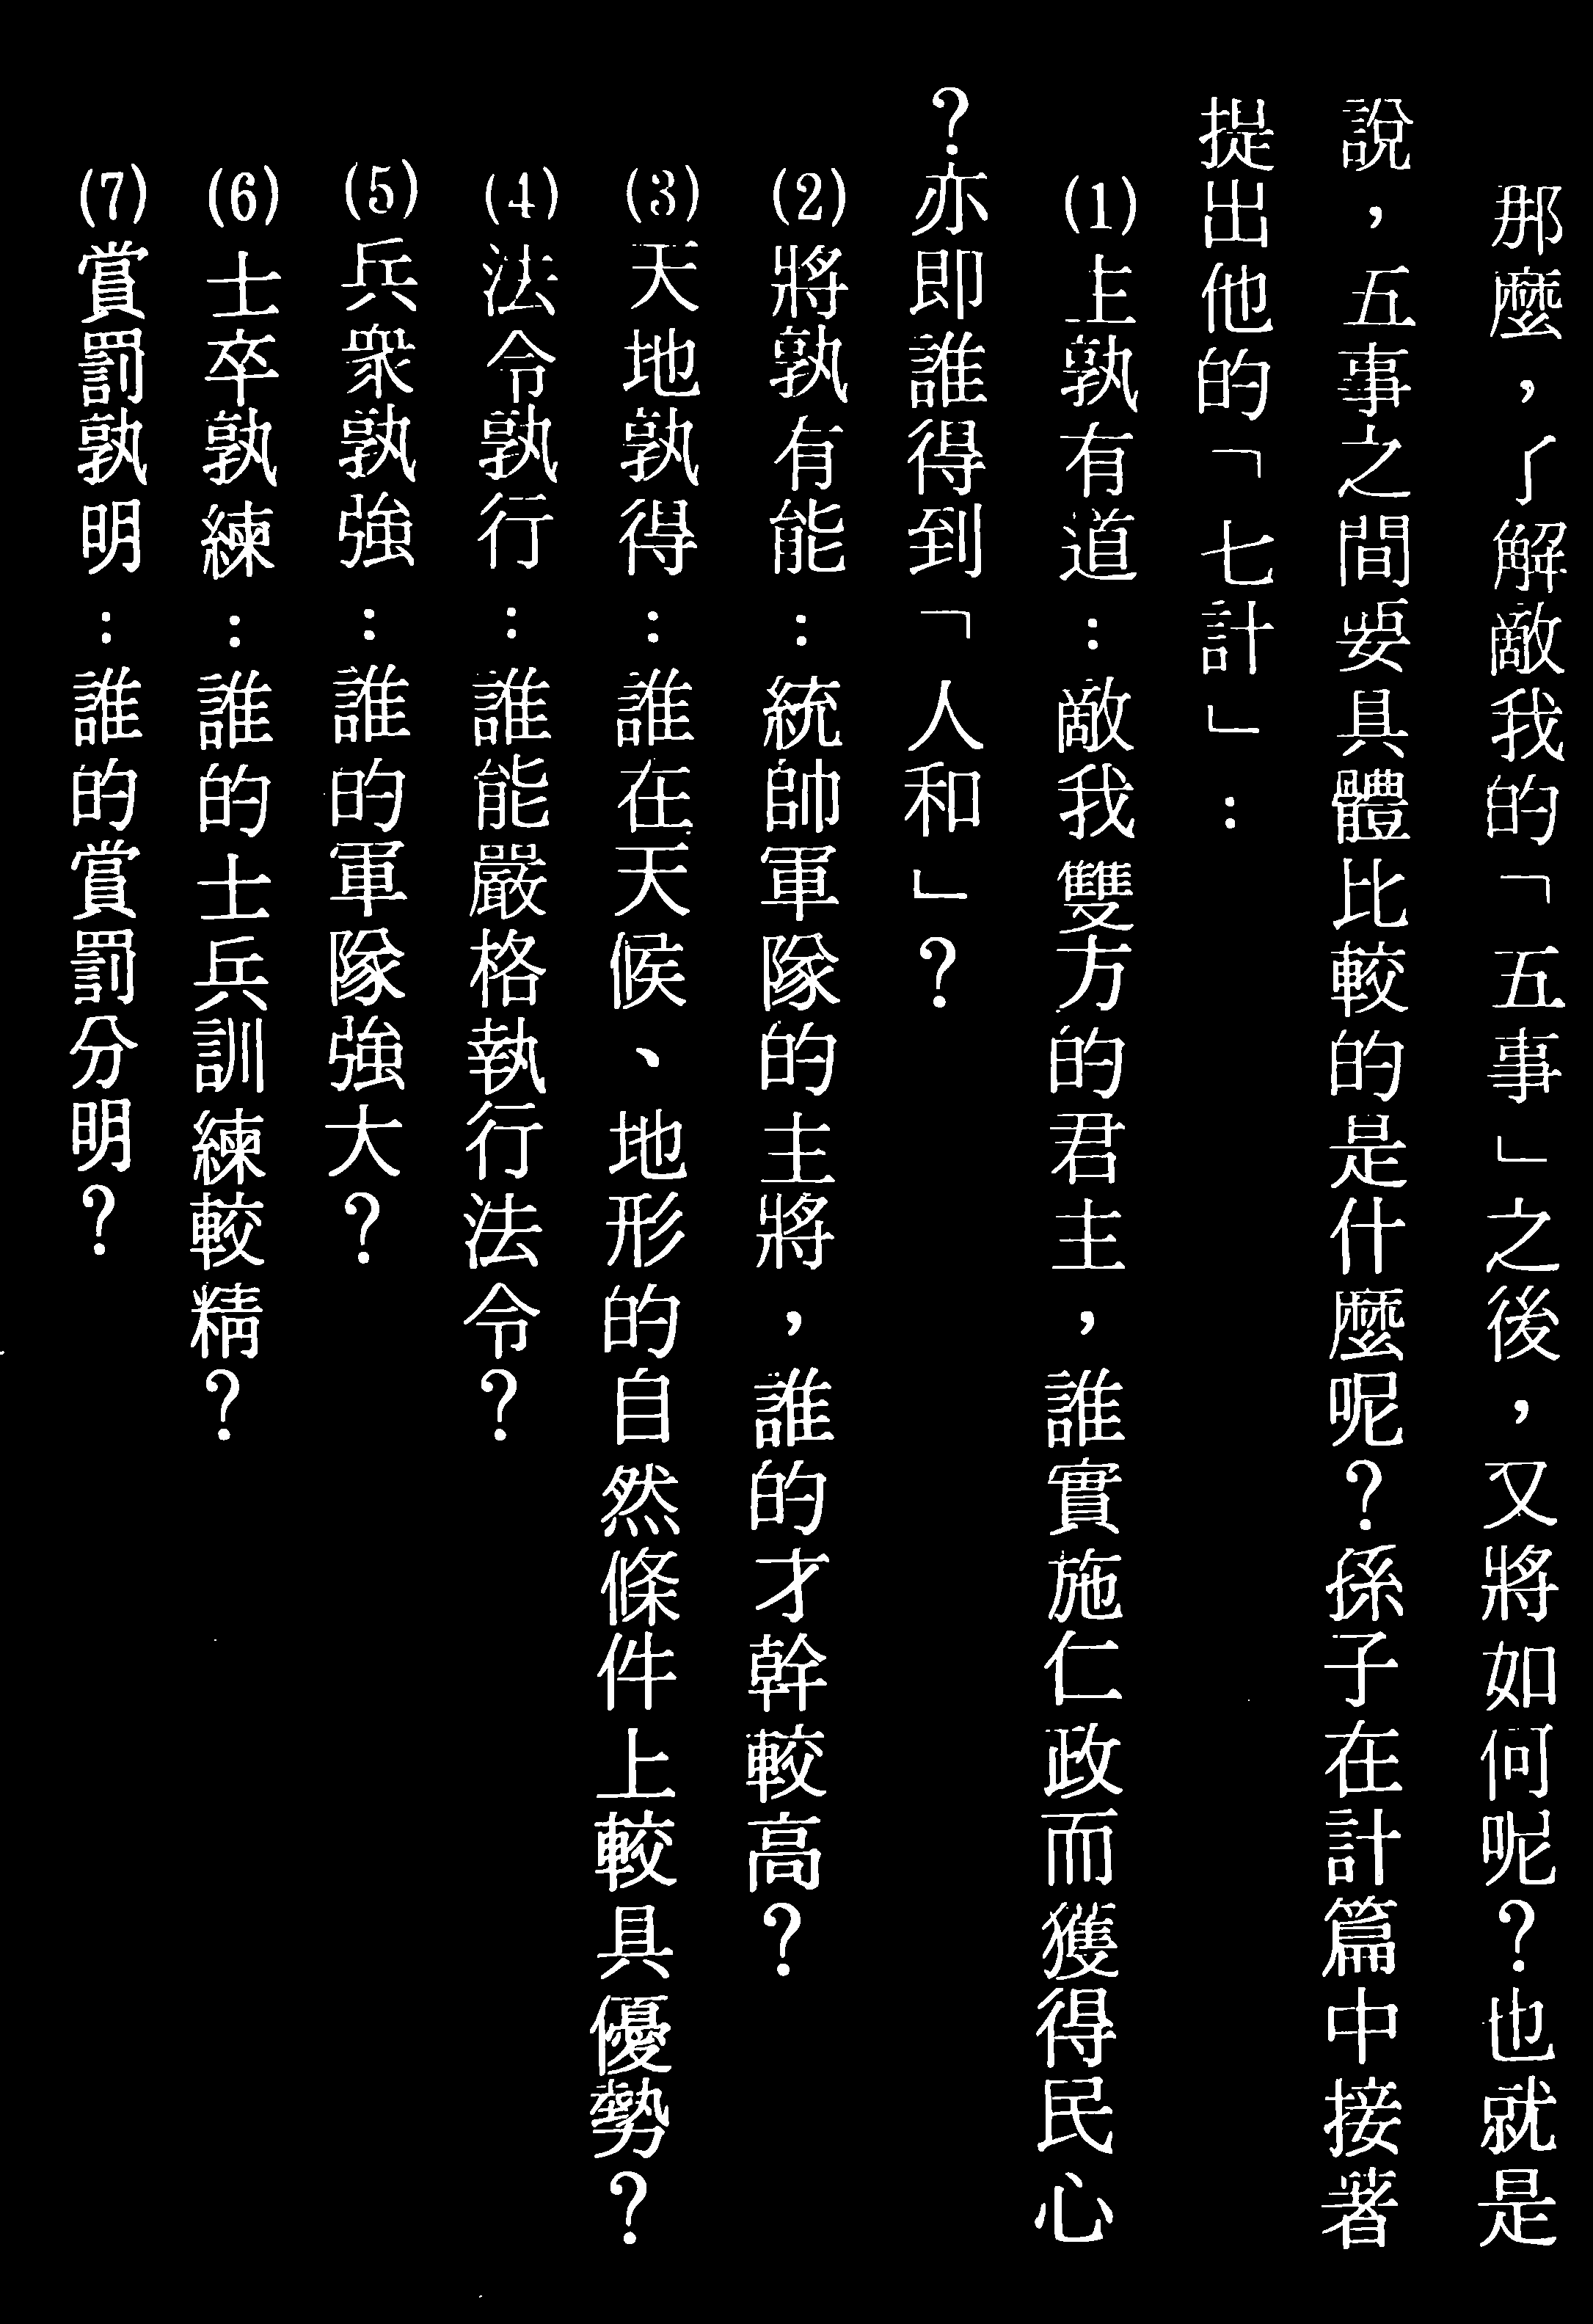 那麼，了解敵我的「五事」之後，又將如何呢？也就是
說，五事之間要具體比較的是什麼呢？孫子在計篇中接著
提出他的「七計」：
(1)上孰有道：敵我雙方的君主，誰實施仁政而獲得民心
？亦即誰得到「人和」？
(2)將孰有能：統帥軍隊的主將，誰的才幹較高？
(3)天地孰得：誰在天候、地形的自然條件上較具優勢？
(4)法令孰行：誰能嚴格執行法令？
(5)兵眾孰強：誰的軍隊強大？
(6)士卒孰練：誰的士兵訓練較精？
(7)賞罰孰明：誰的賞罰分明？